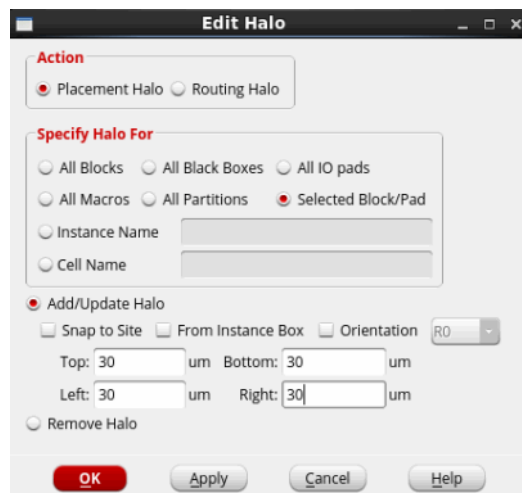 Edit Halo
Action
Placement Halo Routing Halo
Specify Halo For
All Blocks All Black Boxes All IO pads
All Macros All Partitions Selected Block/Pad
Instance Name
Cell Name
Add/Update Halo
Snap to Site From Instance Box Orientation R0
Top: 30 um Bottom: 30 um
Left: 30 um Right: 30 um
Remove Halo
OK Apply Cancel Help